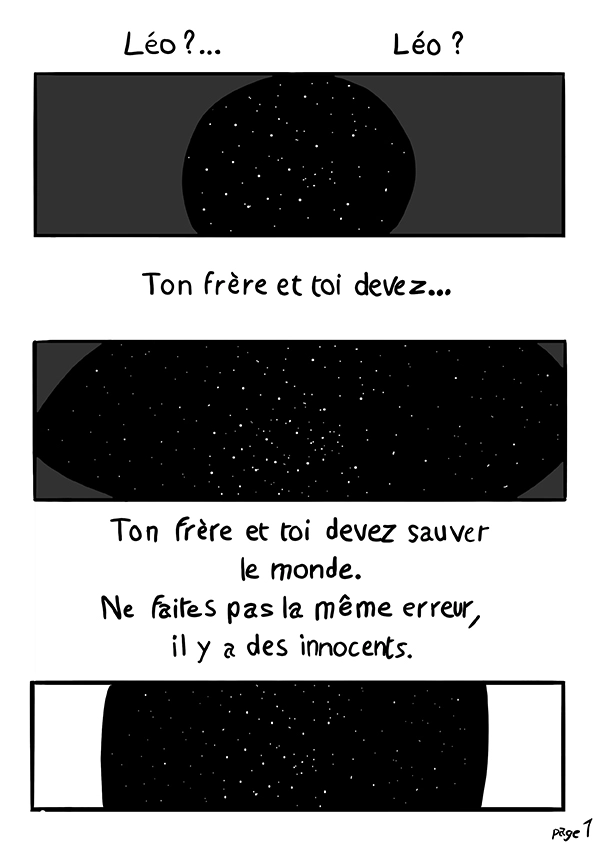 Léo ?... Léo ?
Ton frère et toi devez...
Ton frère et toi devez sauver
le monde.
Ne faites pas la même erreur,
il y a des innocents.
page 1